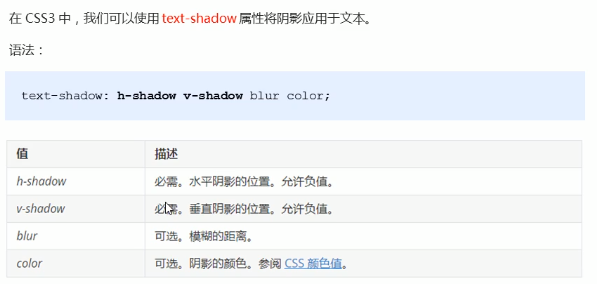 在 CSS3 中，我们可以使用 text-shadow 属性将阴影应用于文本。
语法：
text-shadow: h-shadow v-shadow blur color;
值 描述
h-shadow 必需。水平阴影的位置。允许负值。
v-shadow 必需。垂直阴影的位置。允许负值。
blur 可选。模糊的距离。
color 可选。阴影的颜色。参阅 CSS 颜色值。